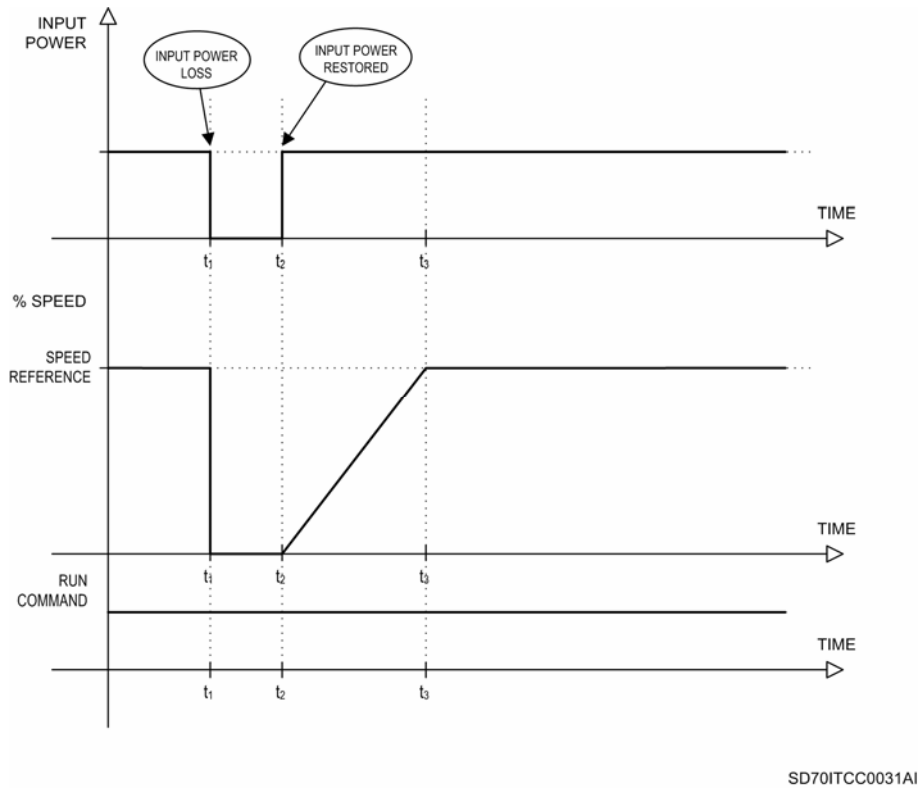 INPUT
POWER
INPUT POWER
LOSS
INPUT POWER
RESTORED
TIME
t₁ t₂ t₃
% SPEED
SPEED
REFERENCE
TIME
t₁ t₂ t₃
RUN
COMMAND
TIME
t₁ t₂ t₃
SD70ITCC0031AI